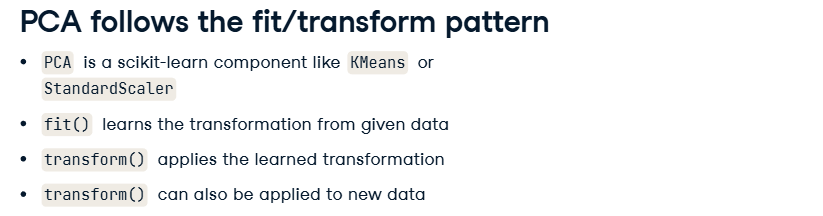 PCA follows the fit/transform pattern
• PCA is a scikit-learn component like KMeans or
StandardScaler
• fit() learns the transformation from given data
• transform() applies the learned transformation
• transform() can also be applied to new data